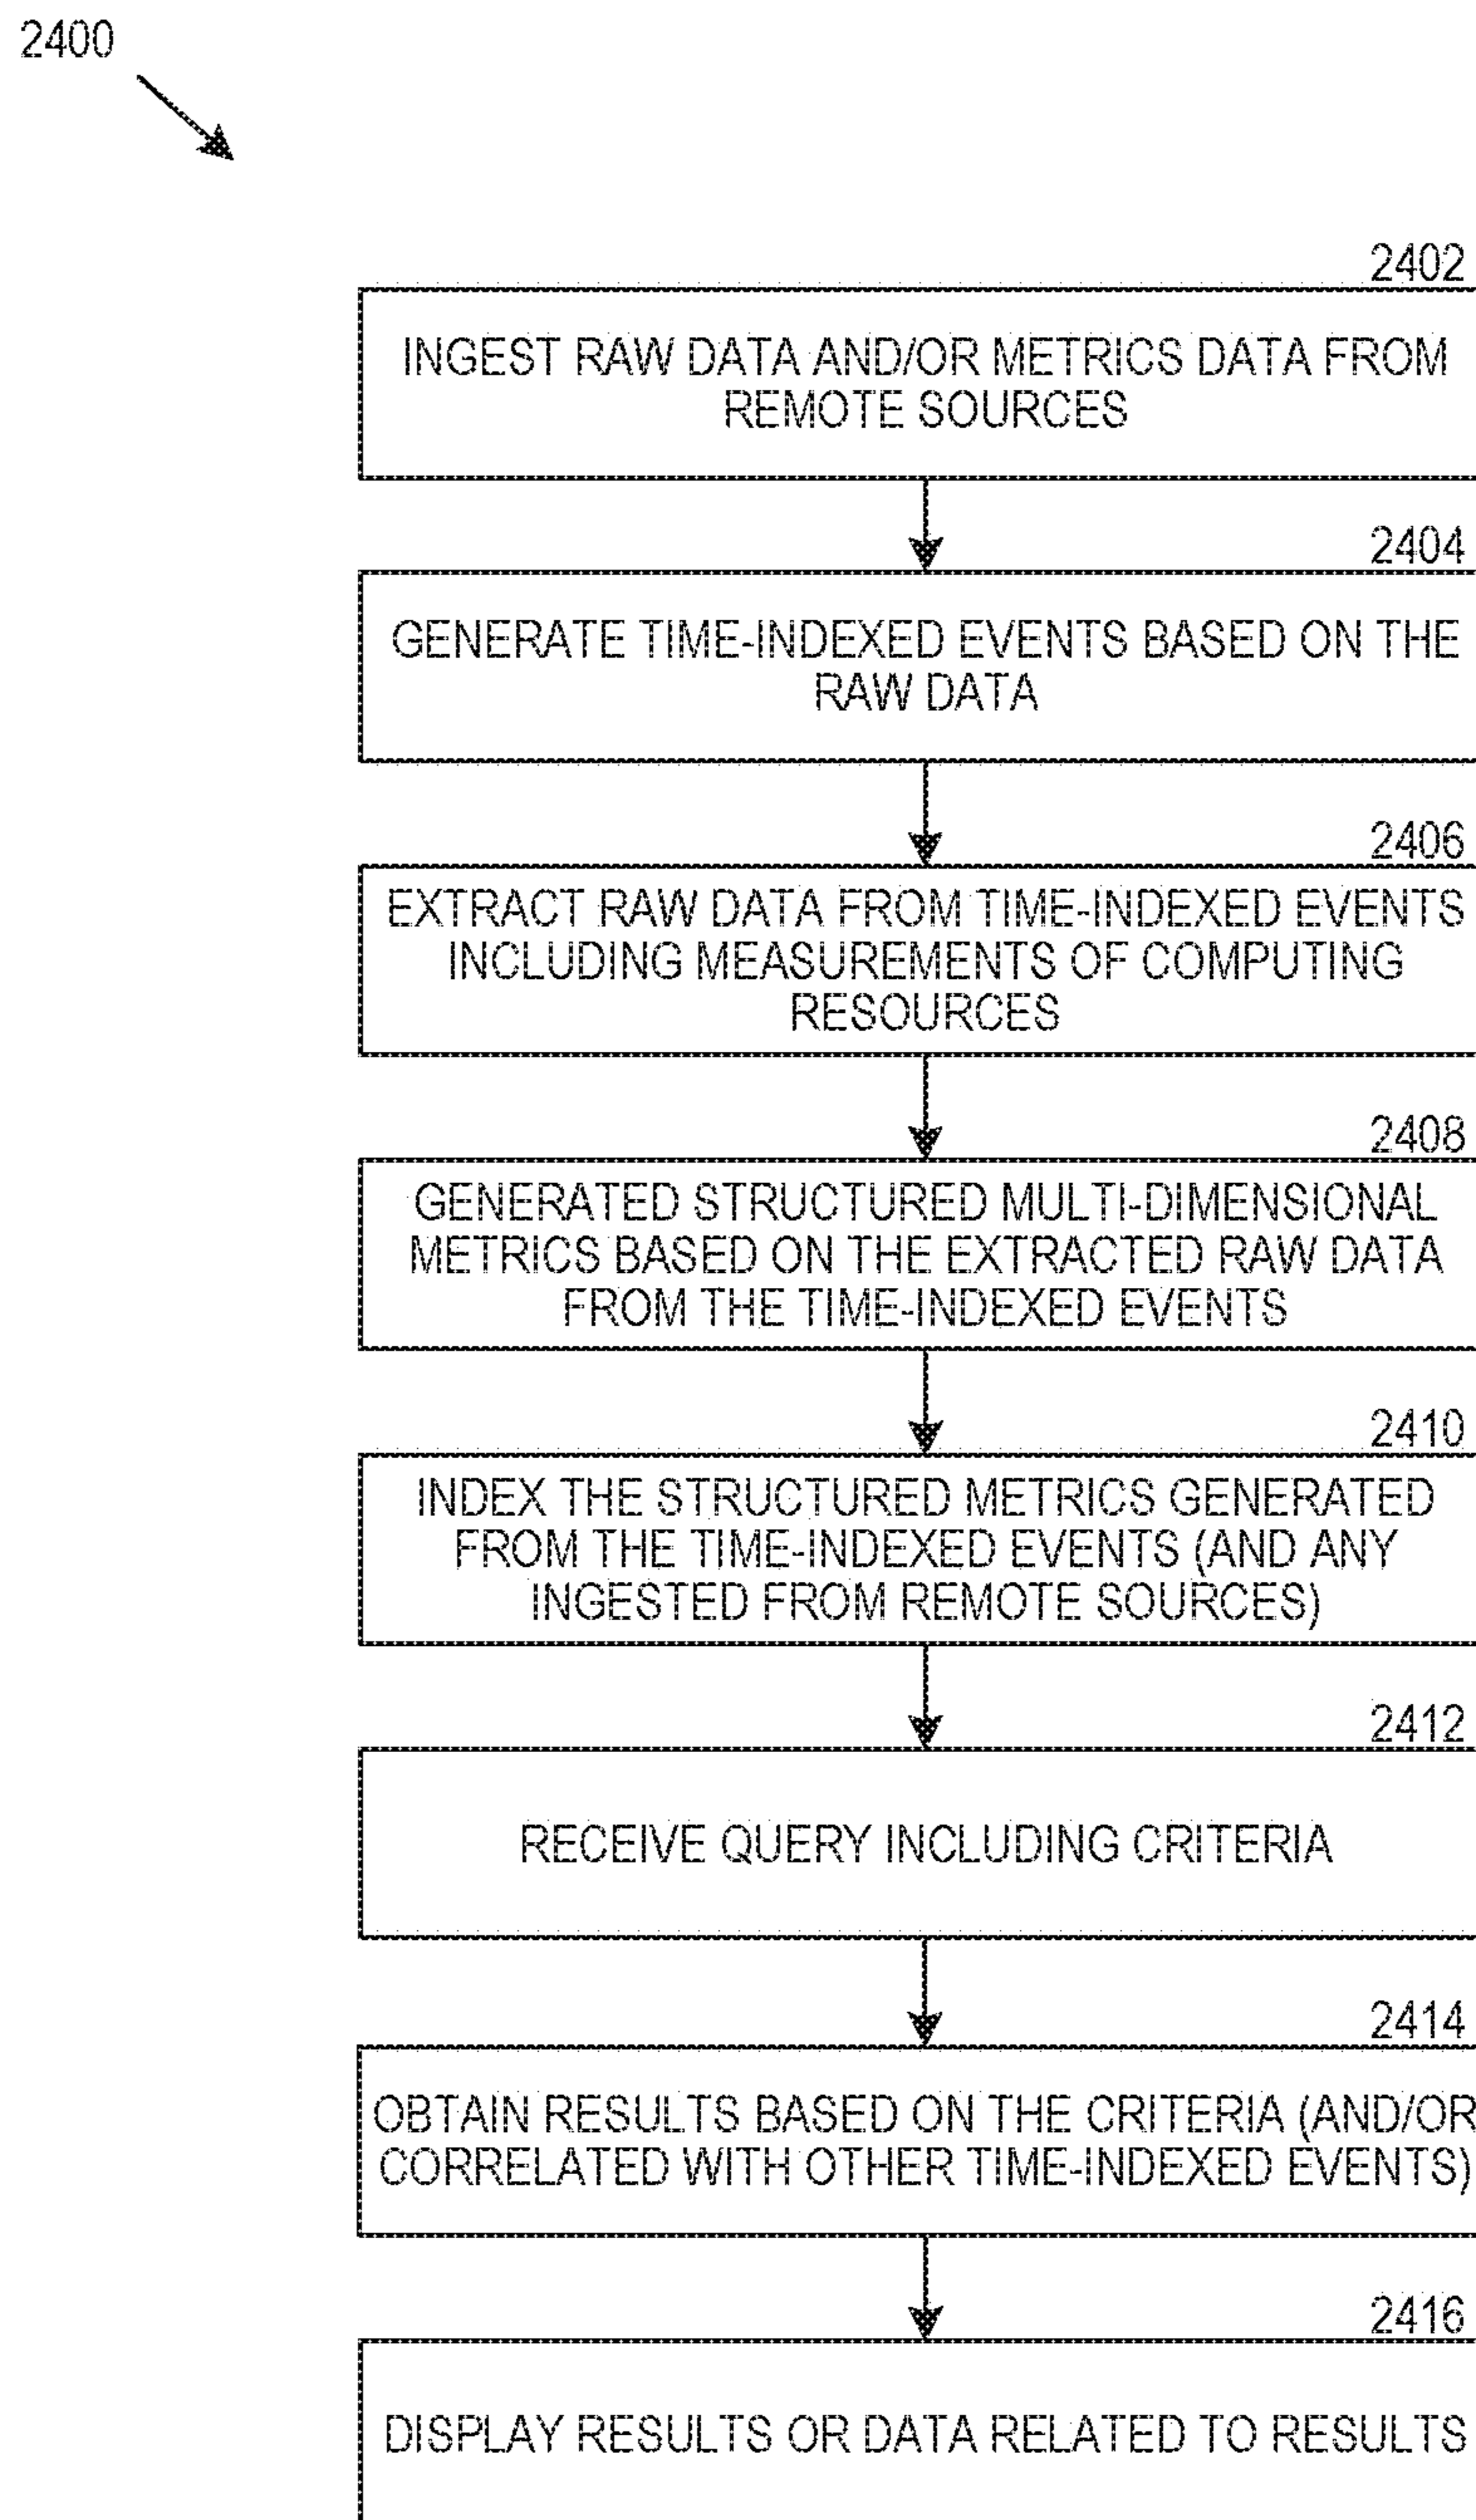 2400
2402
INGEST RAW DATA AND/OR METRICS DATA FROM
REMOTE SOURCES
2404
GENERATE TIME-INDEXED EVENTS BASED ON THE
RAW DATA
2406
EXTRACT RAW DATA FROM TIME-INDEXED EVENTS
INCLUDING MEASUREMENTS OF COMPUTING
RESOURCES
2408
GENERATED STRUCTURED MULTI-DIMENSIONAL
METRICS BASED ON THE EXTRACTED RAW DATA
FROM THE TIME-INDEXED EVENTS
2410
INDEX THE STRUCTURED METRICS GENERATED
FROM THE TIME-INDEXED EVENTS (AND ANY
INGESTED FROM REMOTE SOURCES)
2412
RECEIVE QUERY INCLUDING CRITERIA
2414
OBTAIN RESULTS BASED ON THE CRITERIA (AND/OR
CORRELATED WITH OTHER TIME-INDEXED EVENTS)
2416
DISPLAY RESULTS OR DATA RELATED TO RESULTS